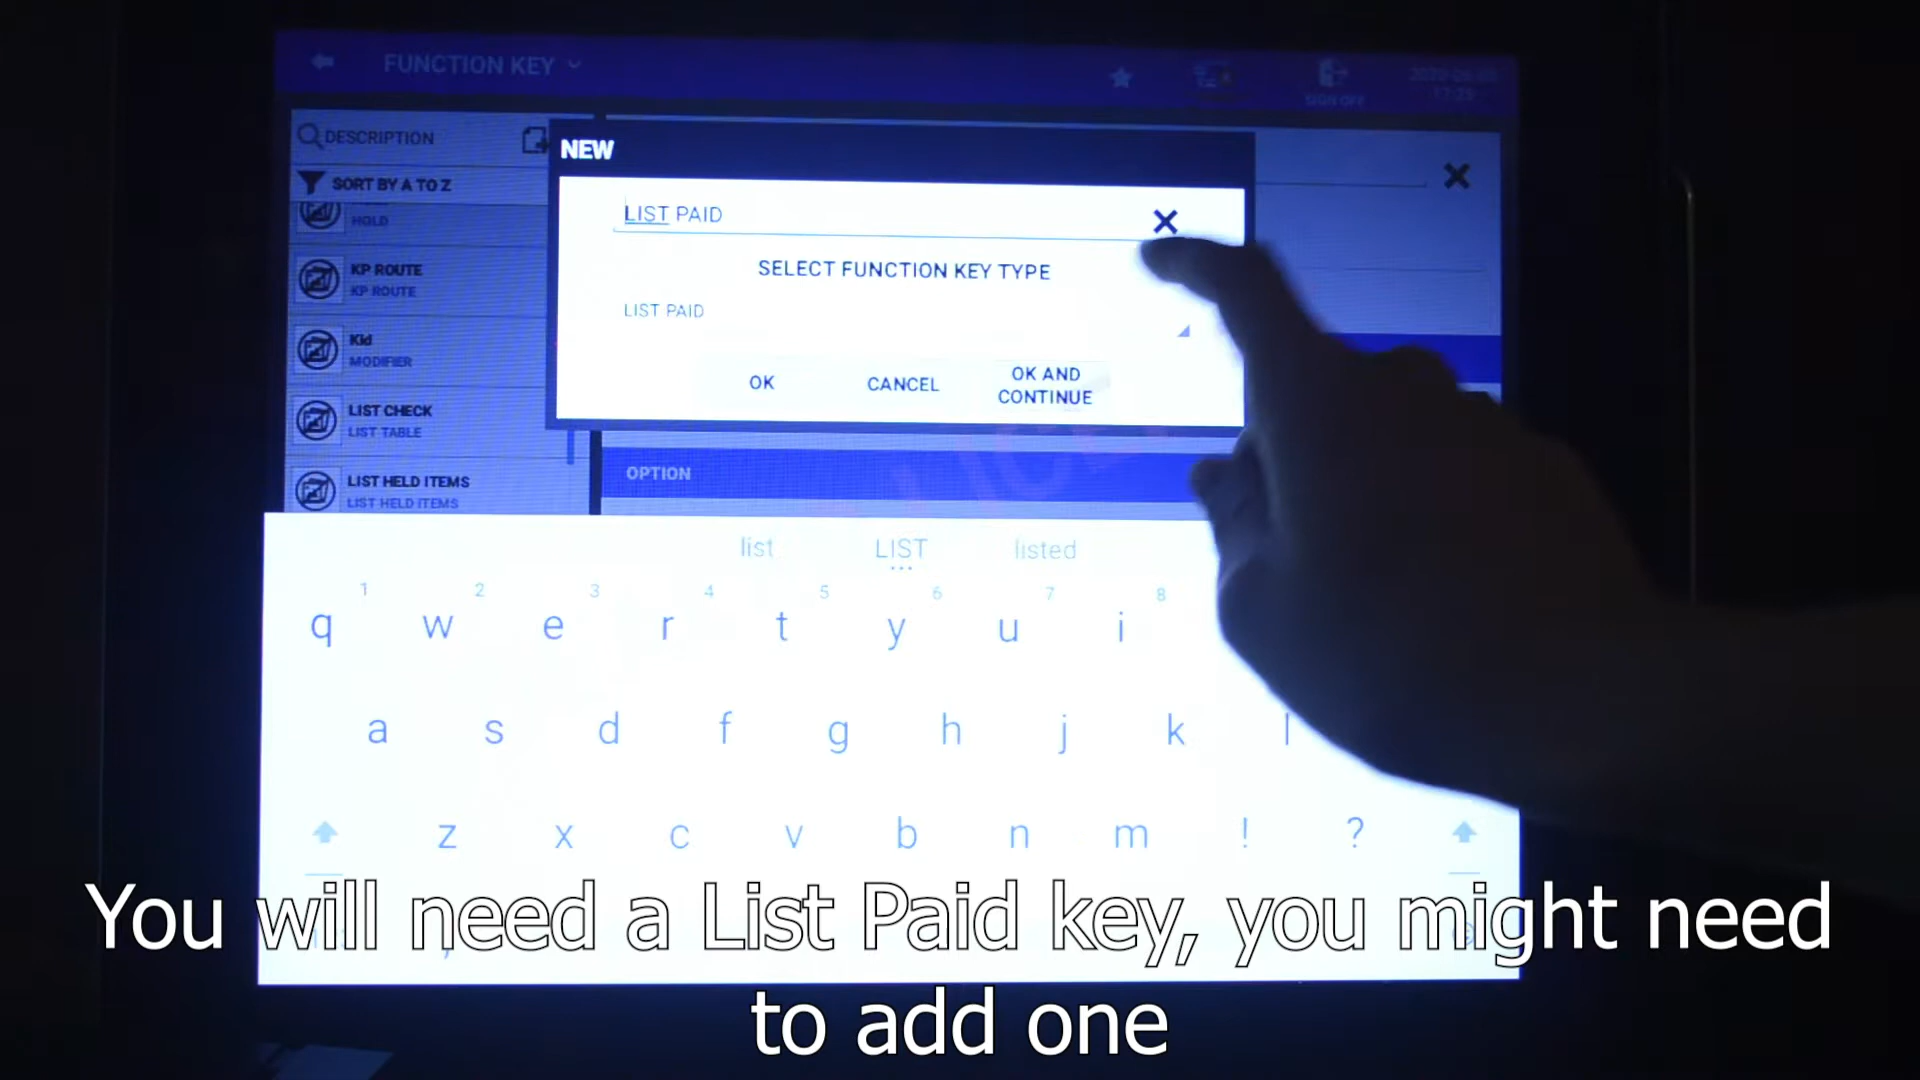 FUNCTION KEY
SIGN OFF
DESCRIPTION
SORT BY A TO Z
HOLD
KP ROUTE
KP ROUTE
Kid
MODIFIER
LIST CHECK
LIST TABLE
LIST HELD ITEMS
LIST HELD ITEMS
NEW
LIST PAID
SELECT FUNCTION KEY TYPE
LIST PAID
OK
CANCEL
OK AND
CONTINUE
OPTION
list LIST listed
1 2 3 4 5 6 7 8
q w e r t y u i
a s d f g h j k l
z x c v b n m ! ?
You will need a List Paid key, you might need
to add one